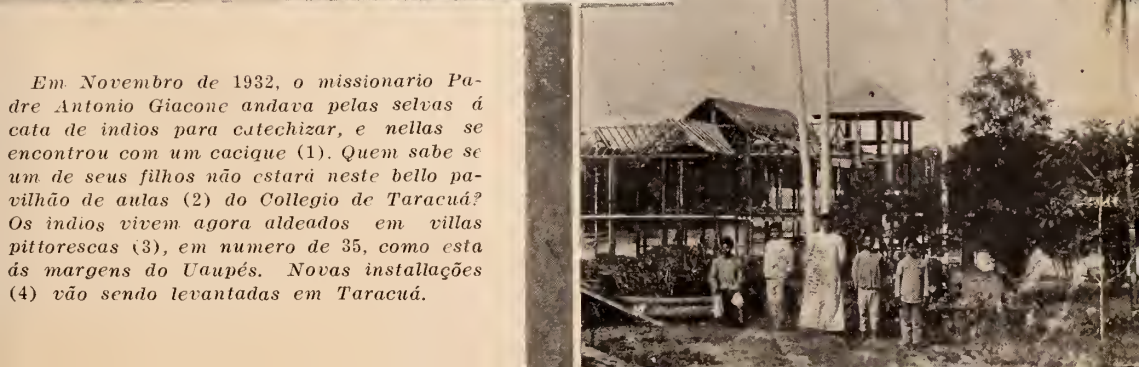 Em Novembro de 1932, o missionario Pa-
dre Antonio Giacone andava pelas selvas á
cata de indios para catechizar, e nellas se
encontrou com um cacique (1). Quem sabe se
um de seus filhos não estará neste bello pa-
vilhão de aulas (2) do Collegio de Taracuá?
Os indios vivem agora aldeados em villas
pittorescas (3), em numero de 35, como esta
ás margens do Uaupés. Novas installações
(4) vão sendo levantadas em Taracuá.